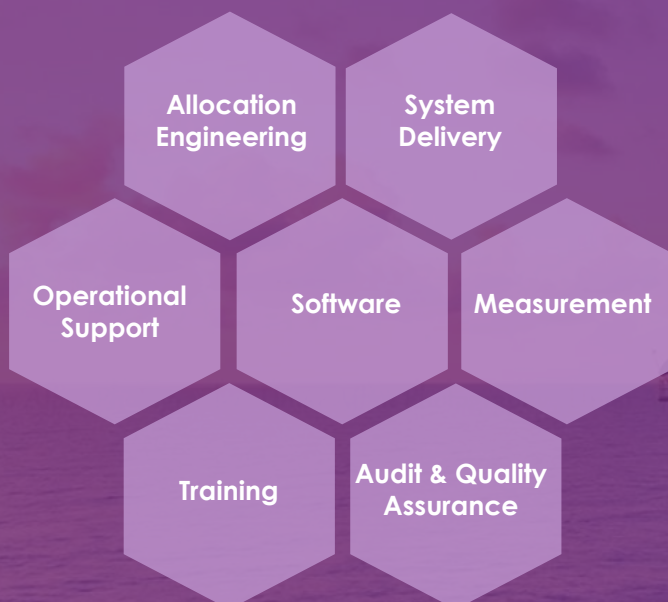 Allocation
Engineering
System
Delivery
Operational
Support
Software
Measurement
Training
Audit & Quality
Assurance